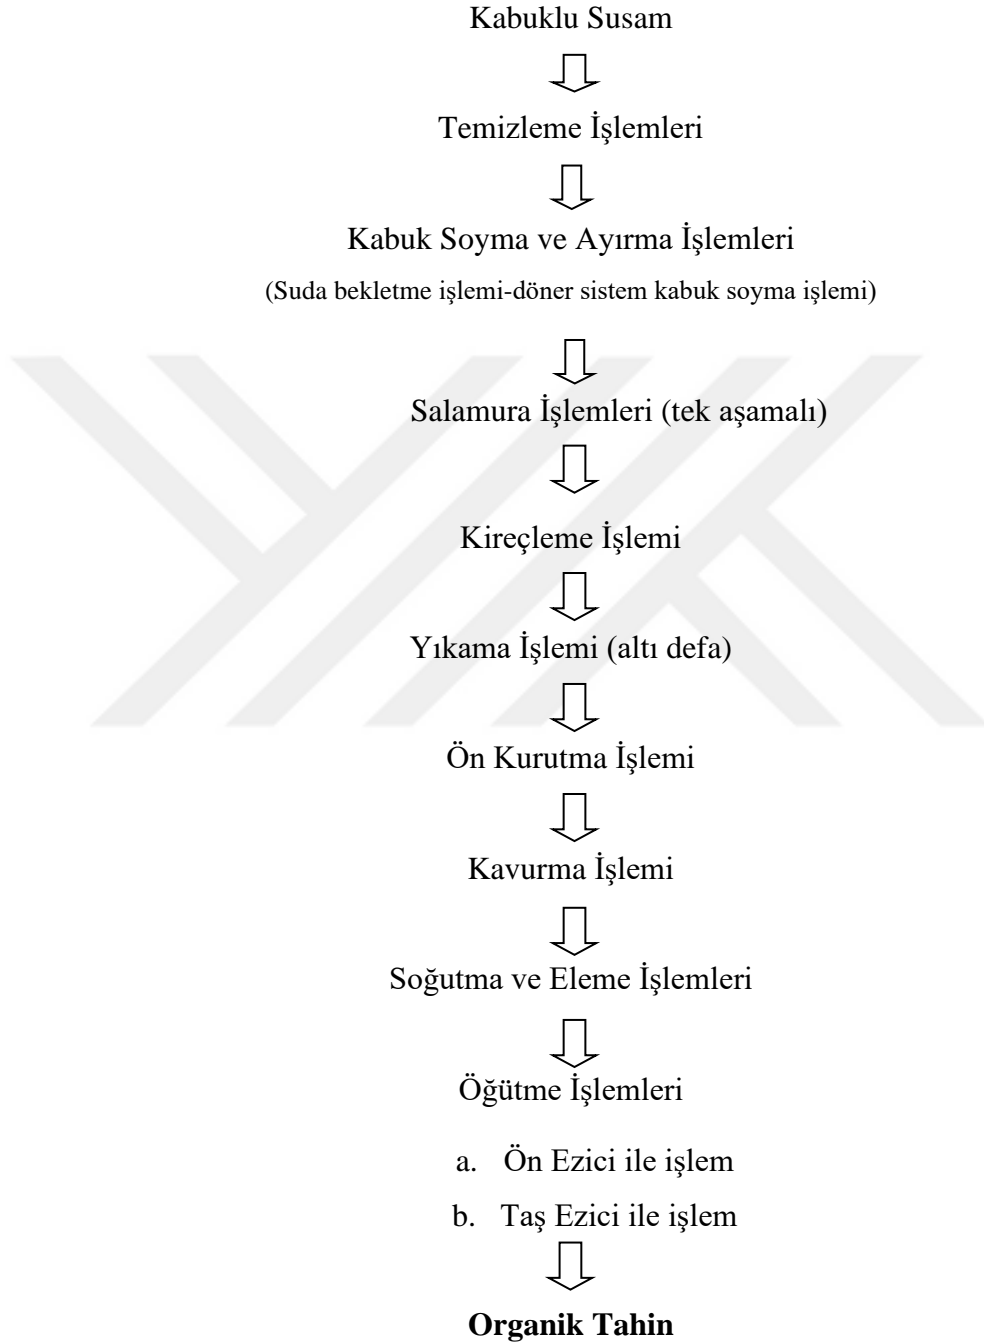 Kabuklu Susam
Temizleme İşlemleri
Kabuk Soyma ve Ayırma İşlemleri
(Suda bekletme işlemi-döner sistem kabuk soyma işlemi)
Salamura İşlemleri (tek aşamalı)
Kireçleme İşlemi
Yıkama İşlemi (altı defa)
Ön Kurutma İşlemi
Kavurma İşlemi
Soğutma ve Eleme İşlemleri
Öğütme İşlemleri
a. Ön Ezici ile işlem
b. Taş Ezici ile işlem
Organik Tahin